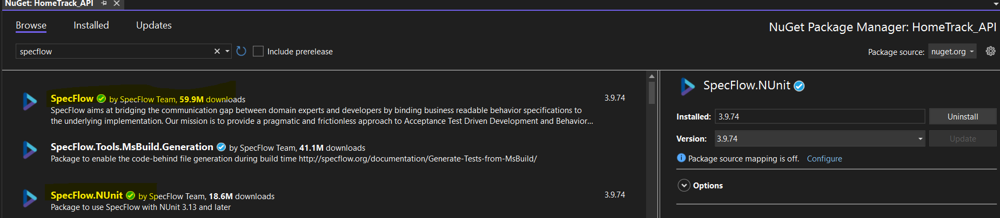 NuGet: HomeTrack_API
Browse Installed Updates
NuGet Package Manager: HomeTrack_API
specflow
Include prerelease
Package source: nuget.org
SpecFlow by SpecFlow Team, 59.9M downloads
3.9.74
SpecFlow aims at bridging the communication gap between domain experts and developers by binding business readable behavior specifications to
the underlying implementation. Our mission is to provide a pragmatic and frictionless approach to Acceptance Test Driven Development and Behavior...
SpecFlow.Tools.MsBuild.Generation by SpecFlow Team, 41.1M downloads
Package to enable the code-behind file generation during build time http://specflow.org/documentation/Generate-Tests-from-MsBuild/
SpecFlow.NUnit by SpecFlow Team, 18.6M downloads
3.9.74
Package to use SpecFlow with NUnit 3.13 and later
SpecFlow.NUnit
Installed: 3.9.74 Uninstall
Version: 3.9.74 Update
Package source mapping is off. Configure
Options